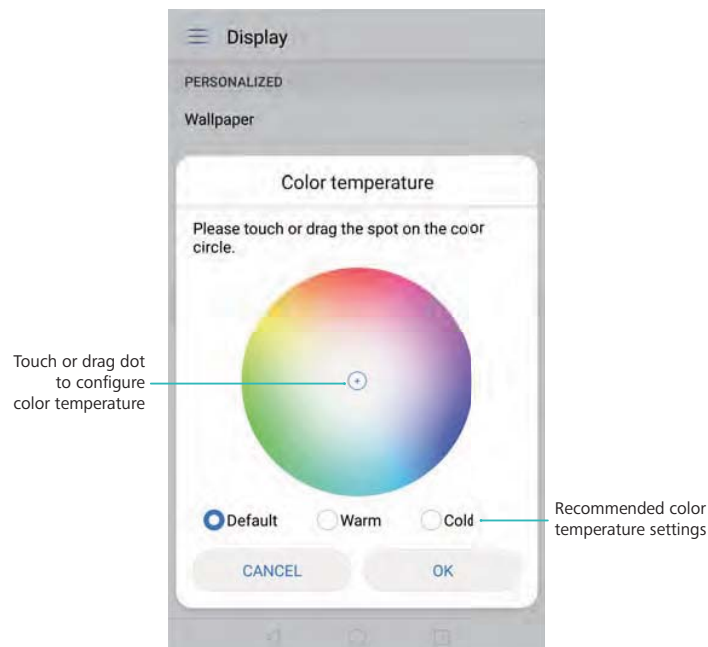 Display
PERSONALIZED
Wallpaper
Color temperature
Please touch or drag the spot on the color
circle.
Touch or drag dot
to configure
color temperature
Default Warm Cold
Recommended color
temperature settings
CANCEL OK